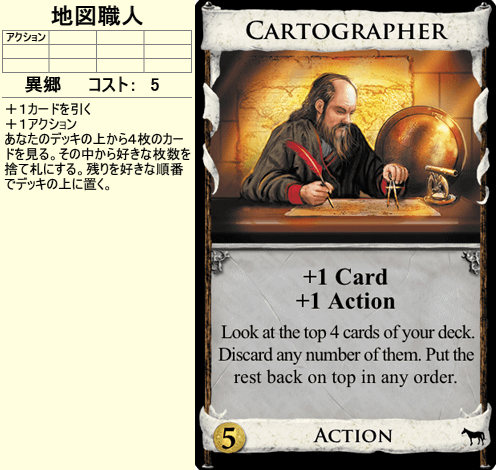 地図職人
アクション
異郷 コスト: 5
＋1カードを引く
＋1アクション
あなたのデッキの上から4枚のカー
ドを見る。その中から好きな枚数を
捨て札にする。残りを好きな順番
でデッキの上に置く。
CARTOGRAPHER
+1 Card
+1 Action
Look at the top 4 cards of your deck.
Discard any number of them. Put the
rest back on top in any order.
5 ACTION